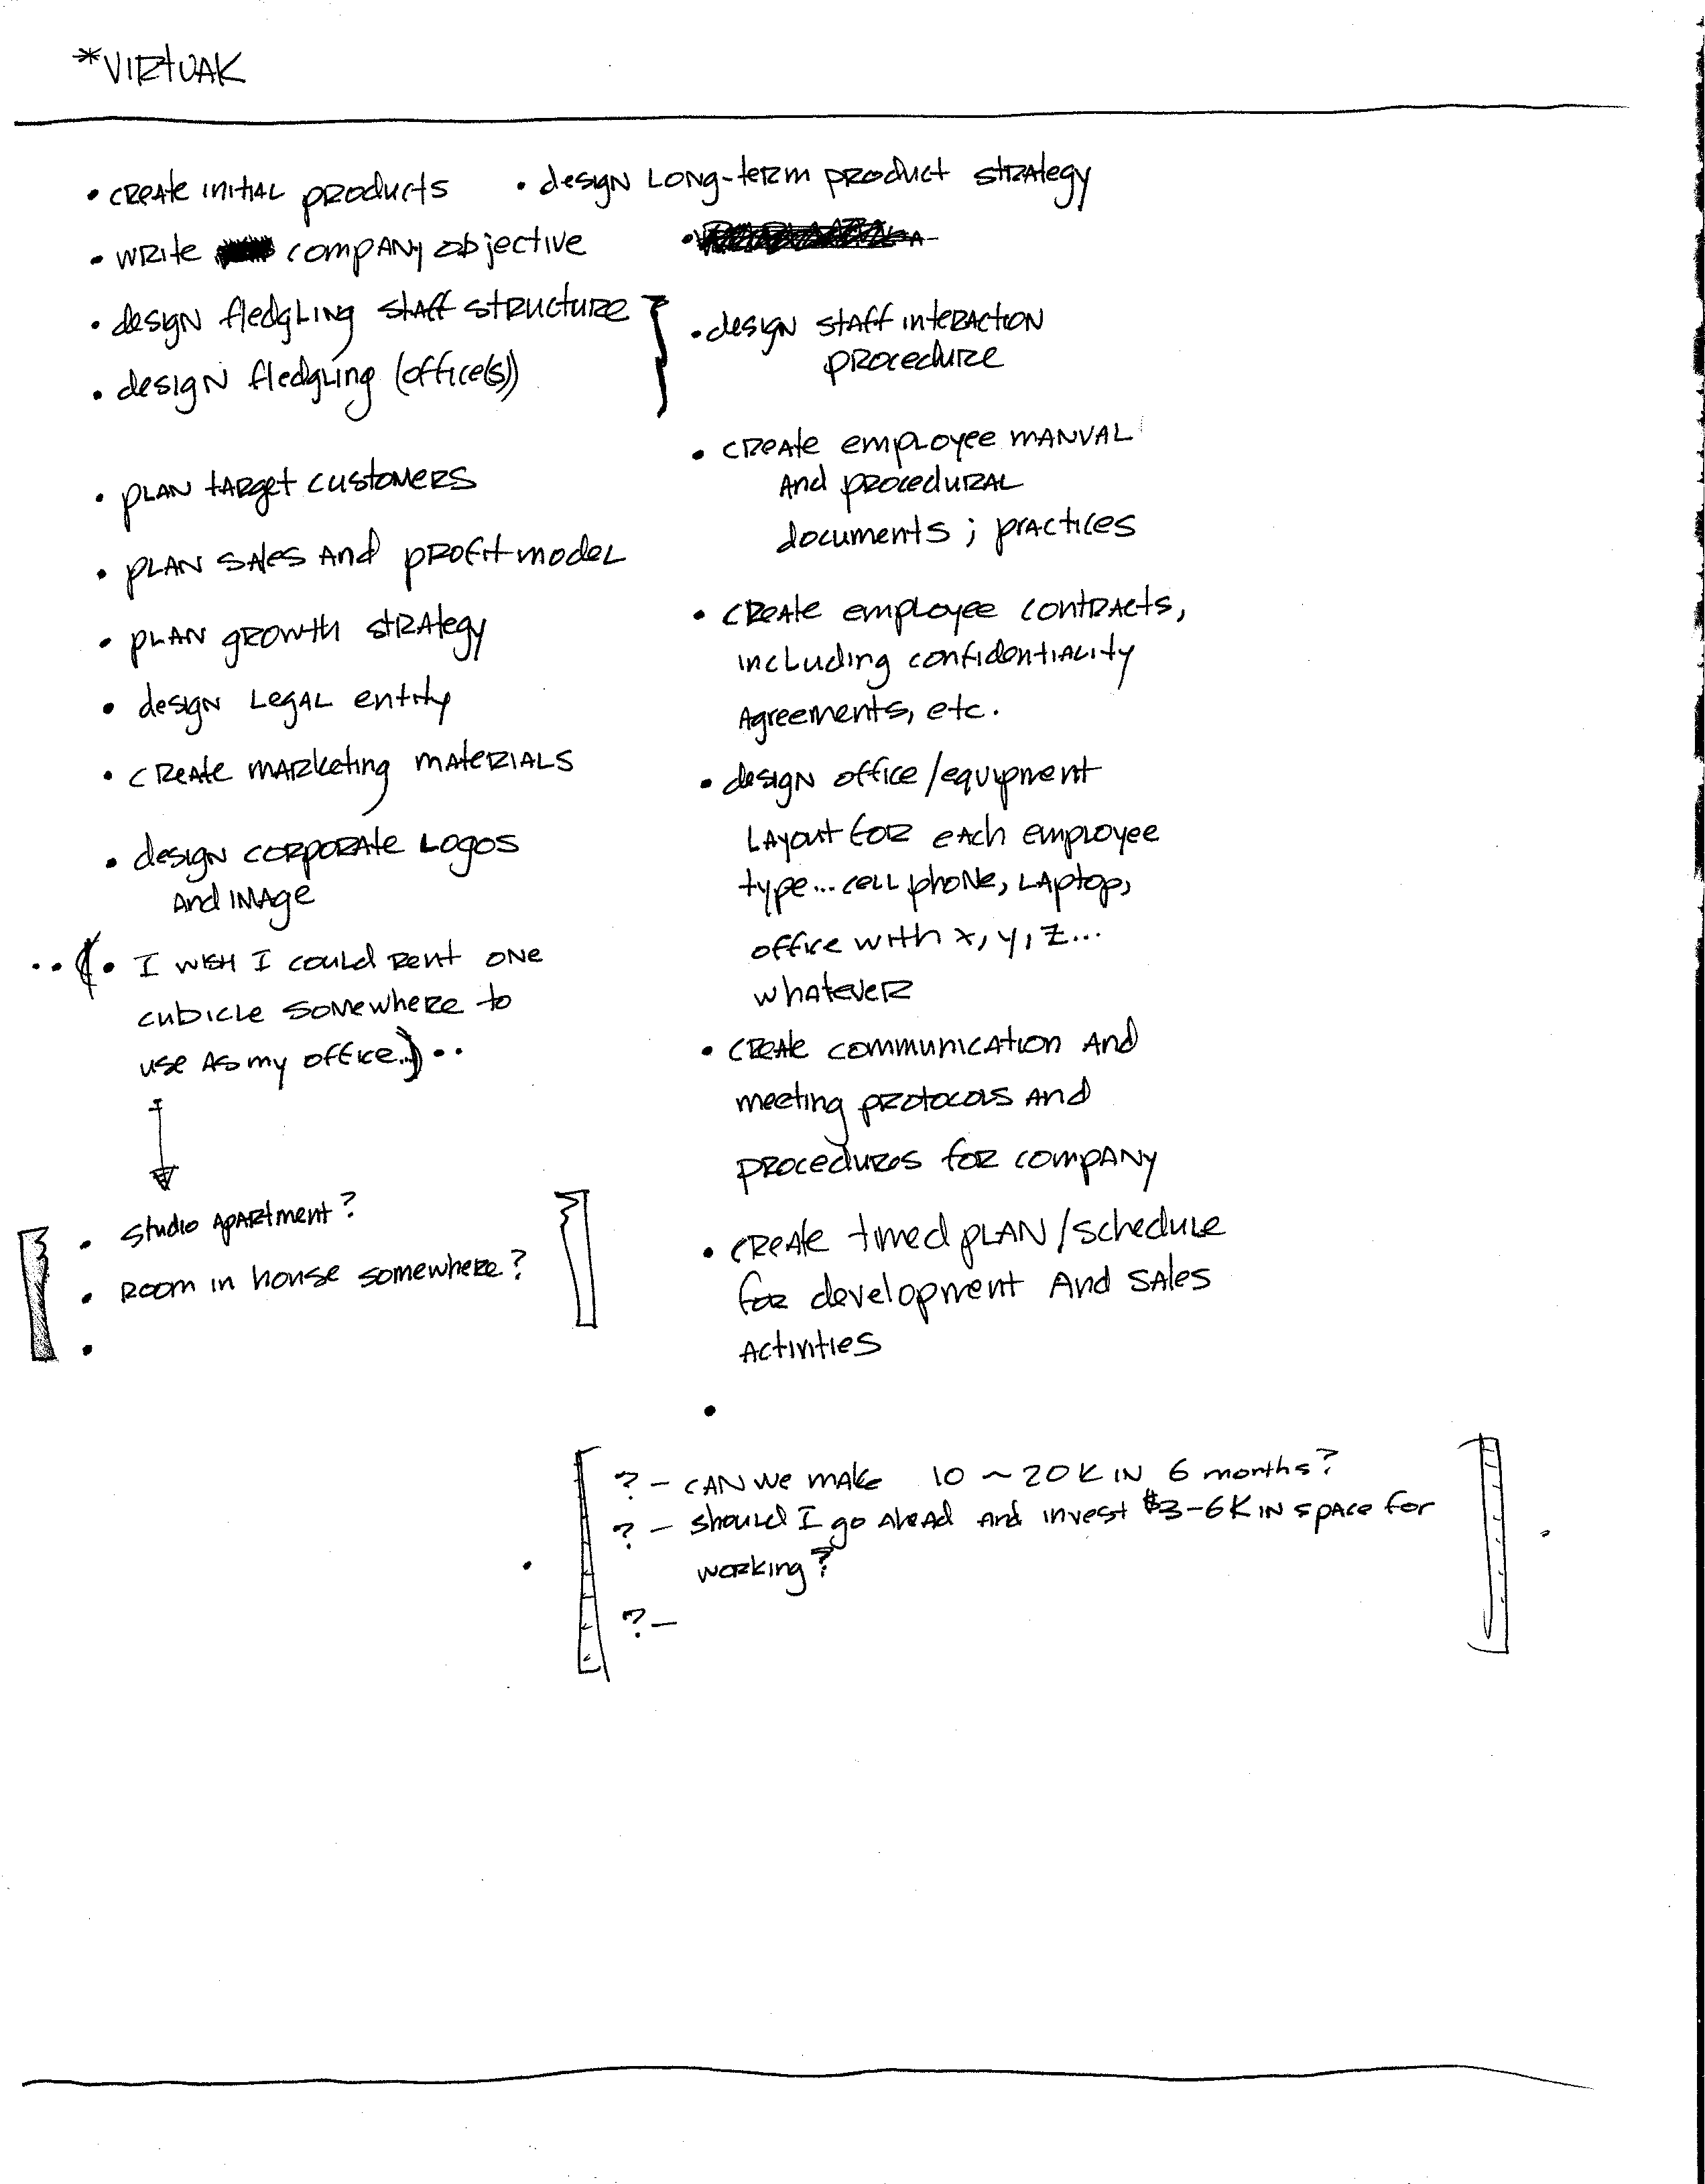 *VIRTUAK
• CREATE INITIAL PRODUCTS
• design LONG-term product strategy
• WRITE company objective
• design fledgling staff structure
• design fledgling (office(s))
• PLAN target customers
• PLAN sales and profit model
• PLAN growth strategy
• design Legal entity
• create marketing materials
• design corporate Logos
and image
••(• I wish I could rent one
cubicle somewhere to
use as my office.)••
• studio apartment?
• Room in house somewhere?
•
• design staff interaction
procedure
• create employee manual
and procedural
documents; practices
• create employee contracts,
including confidentiality
Agreements, etc.
• design office/equipment
Layout for each employee
type... cell phone, Laptop,
office with x, y, z...
whatever
• create communication and
meeting protocols and
procedures for company
• create timed plan/schedule
for development and sales
activities
•
? - can we make 10 ~ 20K in 6 months?
? - should I go ahead and invest $3-6K in space for
working?
? -